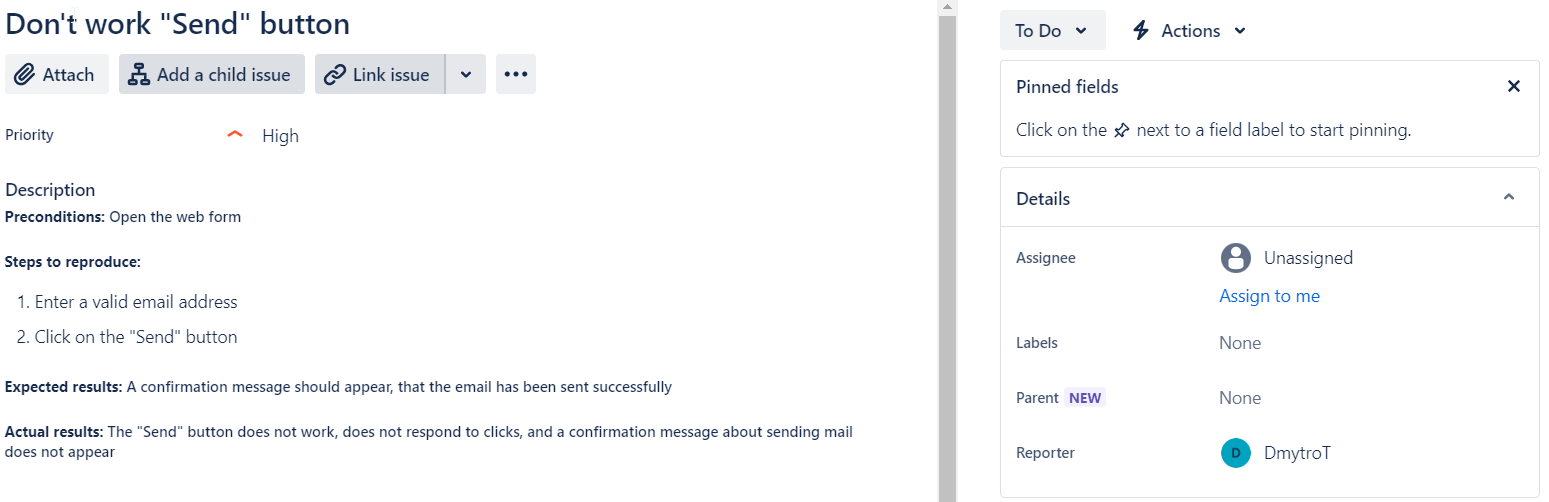 Don't work "Send" button
Attach
Add a child issue
Link issue
Priority
High
Description
Preconditions: Open the web form
Steps to reproduce:
1. Enter a valid email address
2. Click on the "Send" button
Expected results: A confirmation message should appear, that the email has been sent successfully
Actual results: The "Send" button does not work, does not respond to clicks, and a confirmation message about sending mail
does not appear
To Do
Actions
Pinned fields
Click on the next to a field label to start pinning.
Details
Assignee
Unassigned
Assign to me
Labels
None
Parent NEW
None
Reporter
D
DmytroT